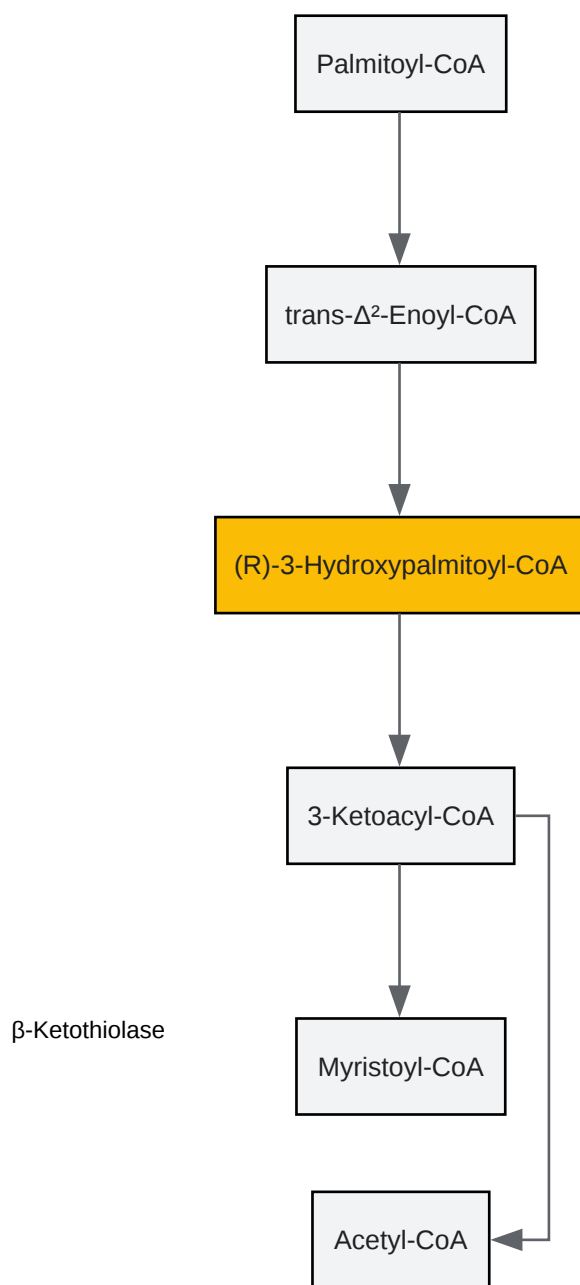 Palmitoyl-CoA
trans-Δ²-Enoyl-CoA
(R)-3-Hydroxypalmitoyl-CoA
3-Ketoacyl-CoA
β-Ketothiolase
Myristoyl-CoA
Acetyl-CoA